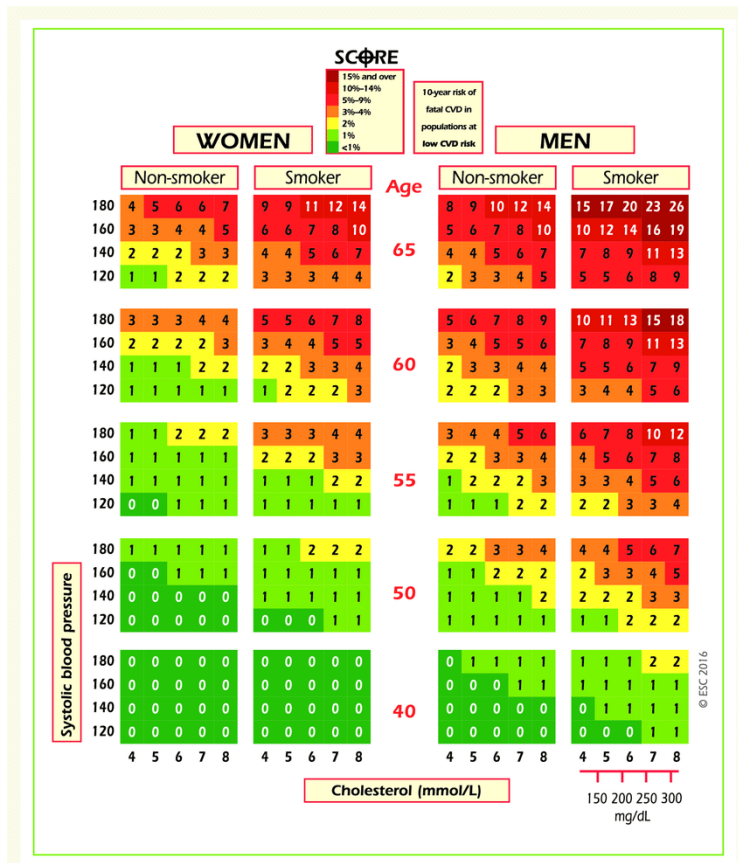 SCORE
15% and over
10%–14%
5%–9%
3%–4%
2%
1%
<1%
10-year risk of
fatal CVD in
populations at
low CVD risk
WOMEN
MEN
Non-smoker Smoker Age Non-smoker Smoker
180 4 5 6 6 7 9 9 11 12 14 8 9 10 12 14 15 17 20 23 26
160 3 3 4 4 5 6 6 7 8 10 5 6 7 8 10 10 12 14 16 19
65
140 2 2 2 3 3 4 4 5 6 7 4 4 5 6 7 7 8 9 11 13
120 1 1 2 2 2 3 3 3 4 4 2 3 3 4 5 5 5 6 8 9
180 3 3 3 4 4 5 5 6 7 8 5 6 7 8 9 10 11 13 15 18
160 2 2 2 2 3 3 4 4 5 5 3 4 5 5 6 7 8 9 11 13
60
140 1 1 1 2 2 2 2 3 3 4 2 3 3 4 4 5 5 6 7 9
120 1 1 1 1 1 1 2 2 2 3 2 2 2 3 3 3 4 4 5 6
180 1 1 2 2 2 3 3 3 4 4 3 4 4 5 6 6 7 8 10 12
160 1 1 1 1 1 2 2 2 3 3 2 2 3 3 4 4 5 6 7 8
55
140 1 1 1 1 1 1 1 1 2 2 1 2 2 2 3 3 3 4 5 6
120 0 0 1 1 1 1 1 1 1 1 1 1 1 2 2 2 2 3 3 4
180 1 1 1 1 1 1 1 2 2 2 2 2 3 3 4 4 4 5 6 7
160 0 0 1 1 1 1 1 1 1 1 1 1 2 2 2 2 3 3 4 5
50
140 0 0 0 0 0 1 1 1 1 1 1 1 1 1 2 2 2 2 3 3
120 0 0 0 0 0 0 0 0 1 1 1 1 1 1 1 1 1 2 2 2
180 0 0 0 0 0 0 0 0 0 0 0 1 1 1 1 1 1 1 2 2
160 0 0 0 0 0 0 0 0 0 0 0 0 0 1 1 1 1 1 1 1
40
140 0 0 0 0 0 0 0 0 0 0 0 0 0 0 0 0 1 1 1 1
120 0 0 0 0 0 0 0 0 0 0 0 0 0 0 0 0 0 0 1 1
4 5 6 7 8 4 5 6 7 8 4 5 6 7 8 4 5 6 7 8
Systolic blood pressure
Cholesterol (mmol/L)
150 200 250 300
mg/dL
© ESC 2016